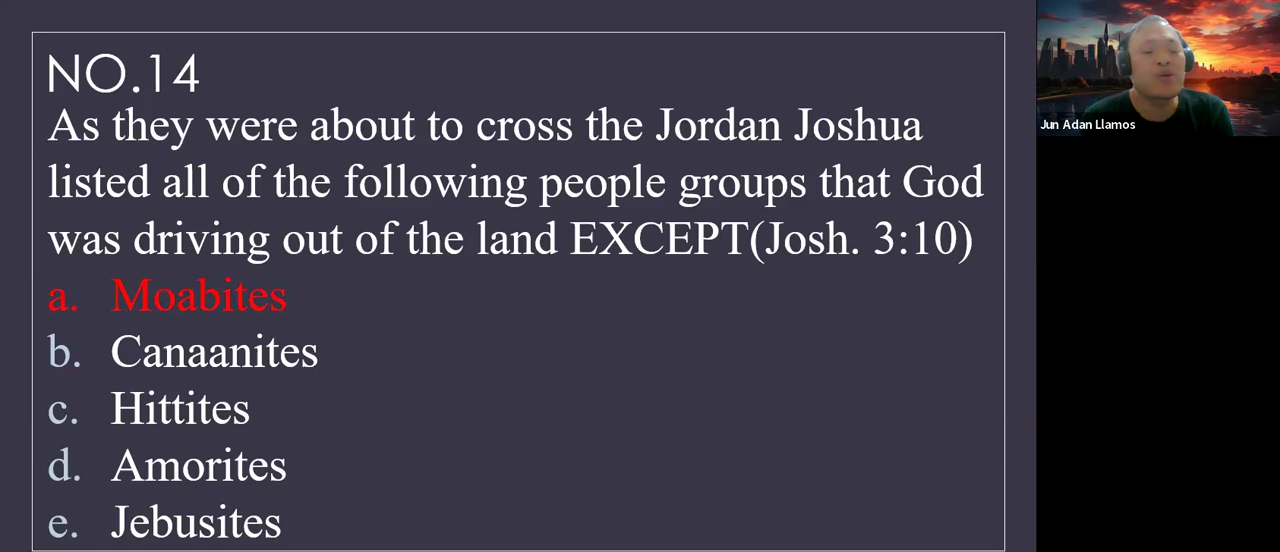 NO.14
As they were about to cross the Jordan Joshua
listed all of the following people groups that God
was driving out of the land EXCEPT(Josh. 3:10)
a. Moabites
b. Canaanites
c. Hittites
d. Amorites
e. Jebusites
Jun Adan Llamos